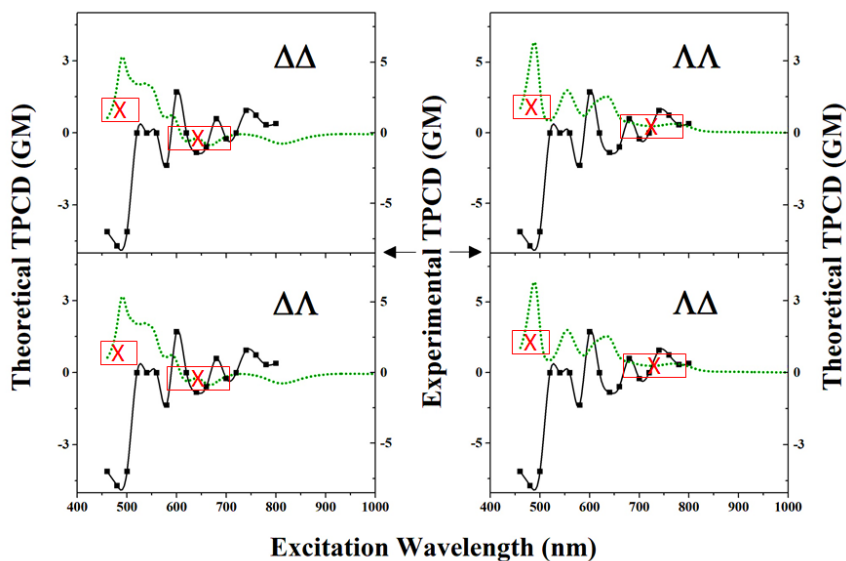 Theoretical TPCD (GM)
3
0
-3
ΔΔ
5
0
-5
3
0
-3
ΔΛ
5
0
-5
400 500 600 700 800 900 1000
Experimental TPCD (GM)
5
0
-5
ΛΛ
3
0
-3
5
0
-5
ΛΔ
3
0
-3
400 500 600 700 800 900 1000
Theoretical TPCD (GM)
X X
X X
X X
X X
Excitation Wavelength (nm)